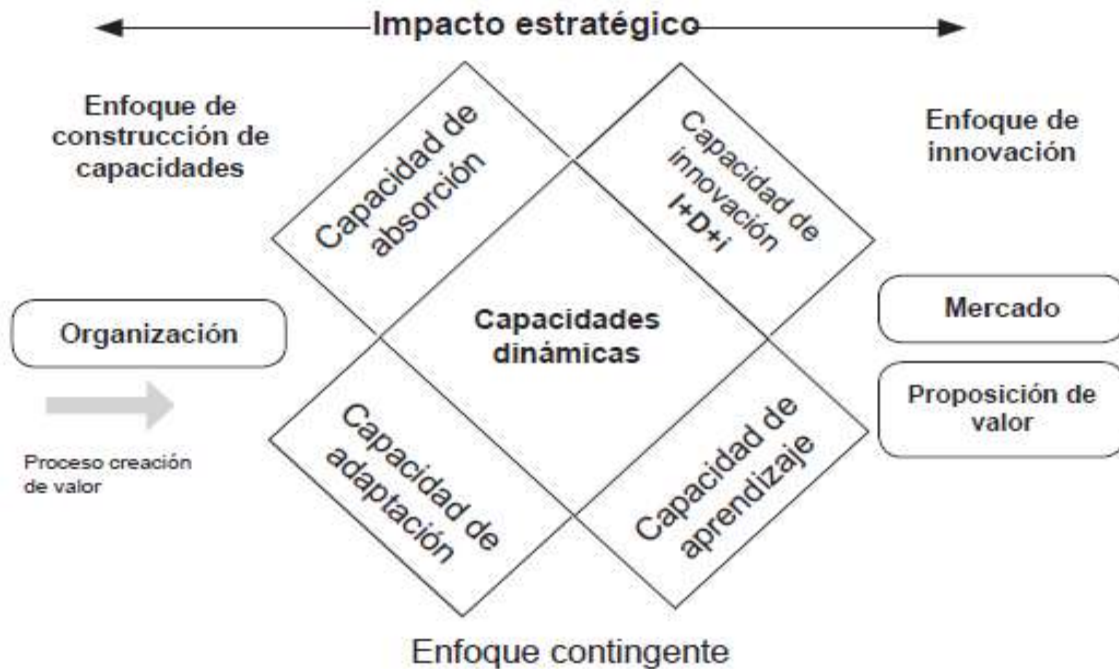 Impacto estratégico
Enfoque de
construcción de
capacidades
Capacidad de
absorción
Capacidad de
innovación
I+D+i
Enfoque de
innovación
Organización
Capacidades
dinámicas
Mercado
Proposición de
valor
Proceso creación
de valor
Capacidad de
adaptación
Capacidad de
aprendizaje
Enfoque contingente